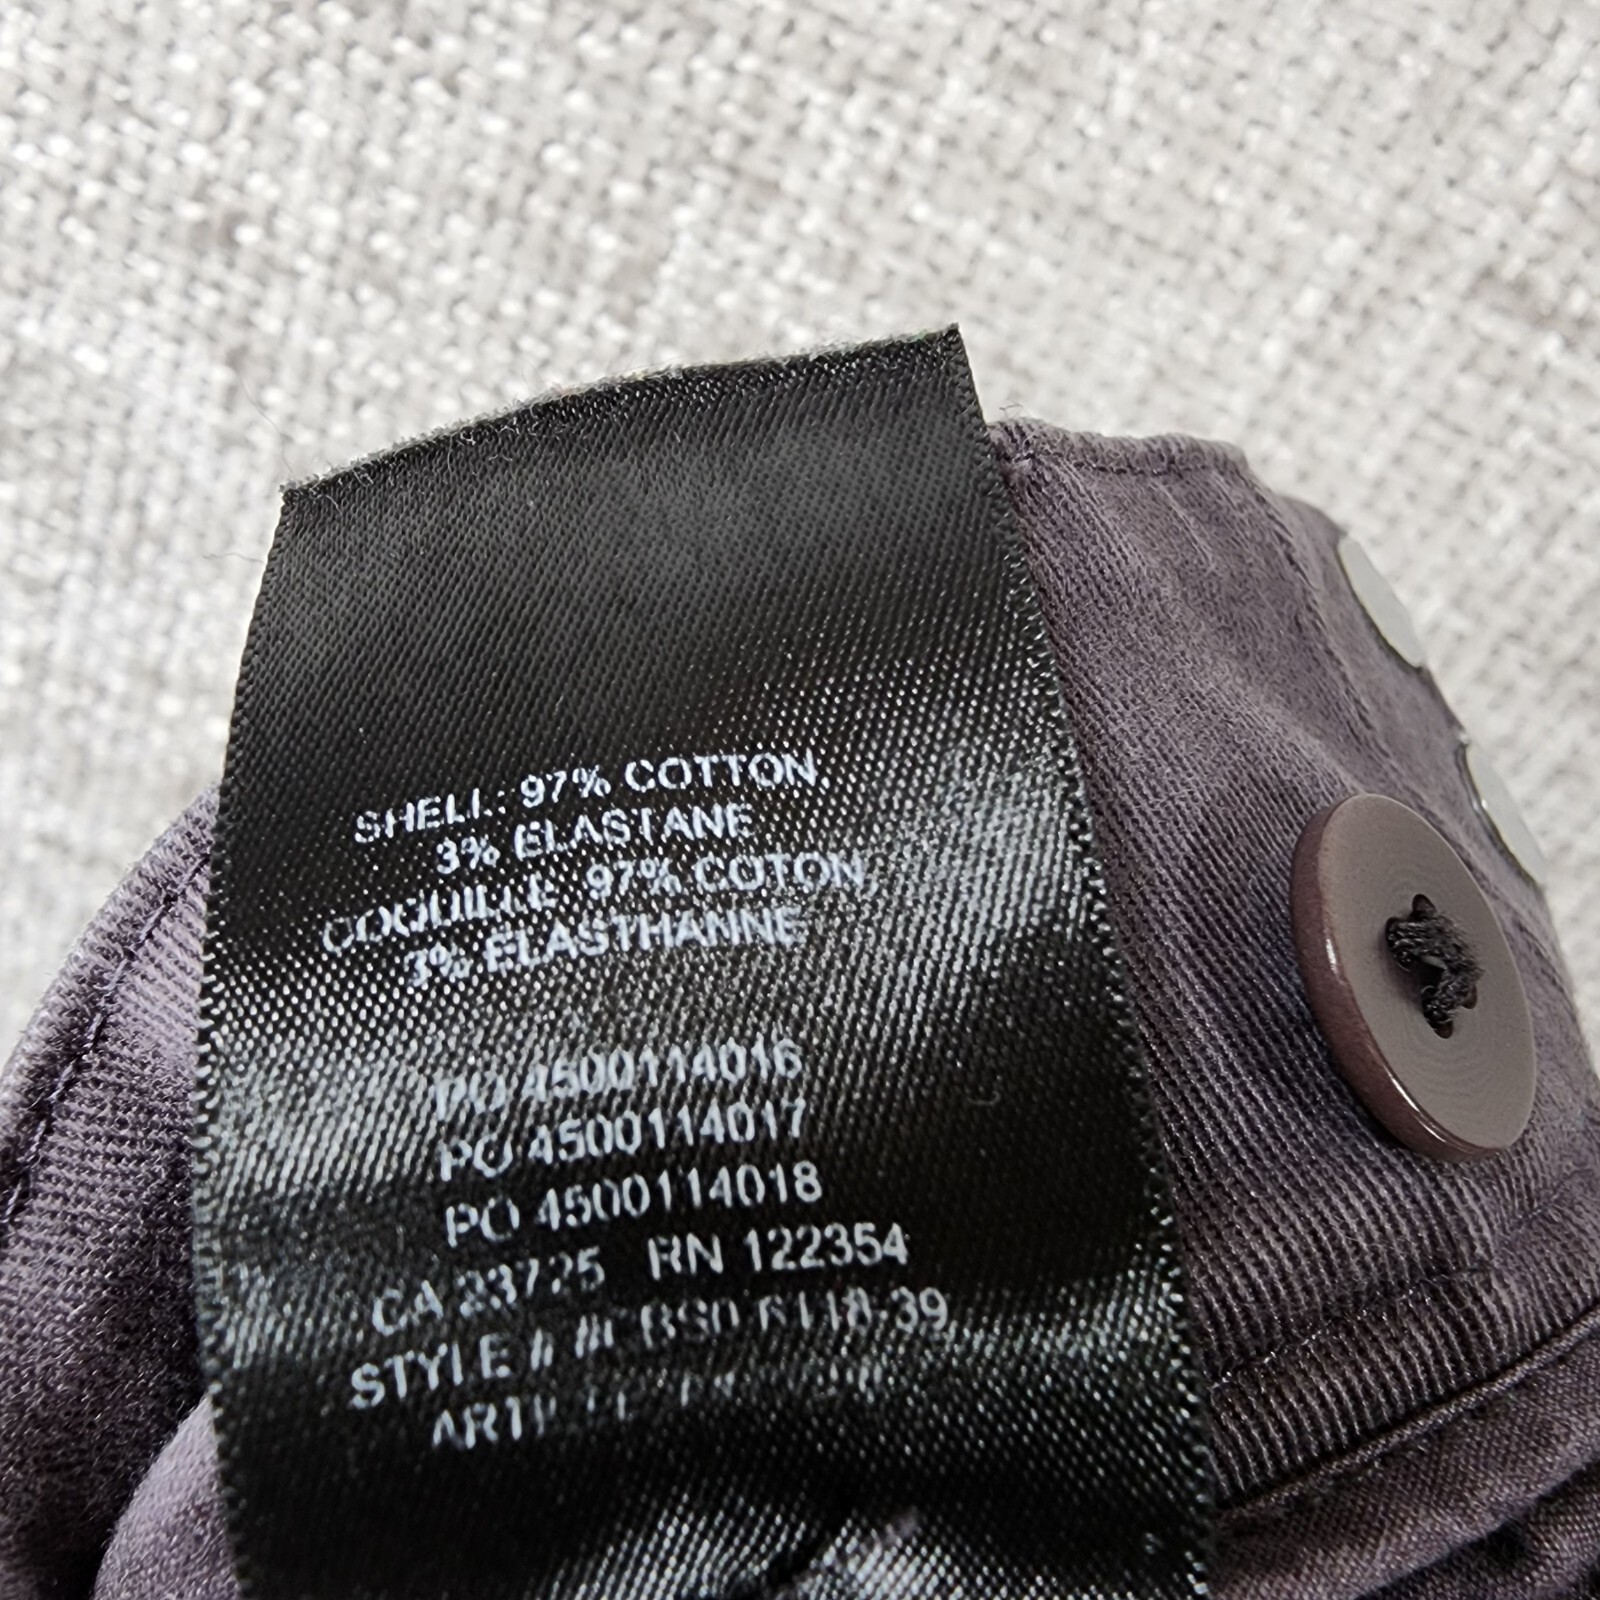 SHELL: 97% COTTON,
3% ELASTANE
COQUILLE: 97% COTON,
3% ELASTHANNE
PO 4500114016
PO 4500114017
PO 4500114018
CA 23725 RN 122354
STYLE #